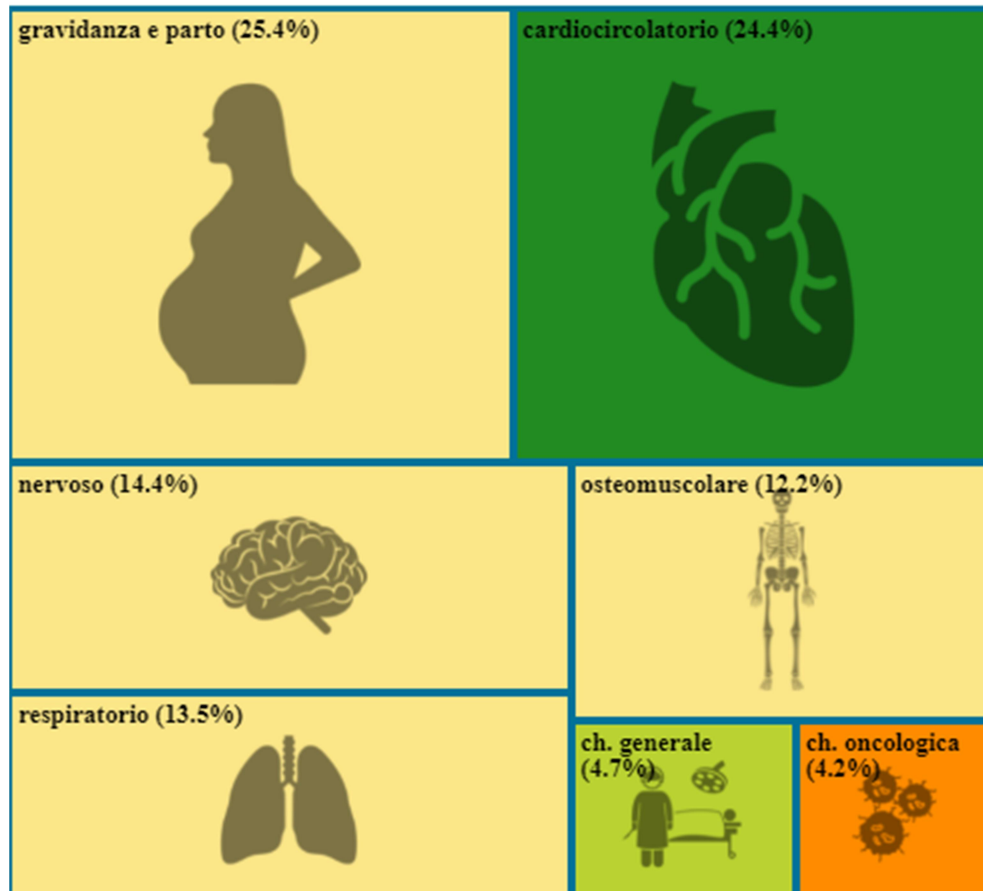 gravidanza e parto (25.4%)
cardiocircolatorio (24.4%)
nervoso (14.4%)
osteomuscolare (12.2%)
respiratorio (13.5%)
ch. generale
(4.7%)
ch. oncologica
(4.2%)